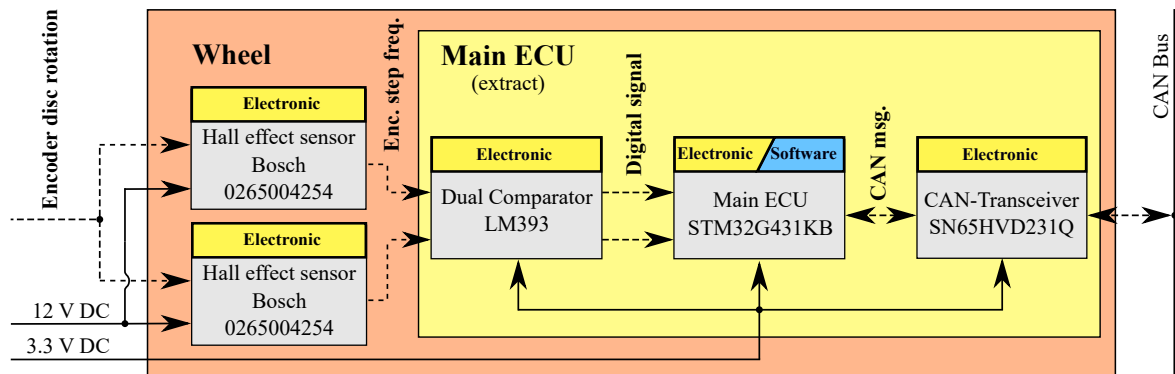 Encoder disc rotation
12 V DC
3.3 V DC
Wheel
Electronic
Hall effect sensor
Bosch
0265004254
Electronic
Hall effect sensor
Bosch
0265004254
Enc. step freq.
Main ECU
(extract)
Electronic
Dual Comparator
LM393
Digital signal
Electronic
Software
Main ECU
STM32G431KB
CAN msg.
Electronic
CAN-Transceiver
SN65HVD231Q
CAN Bus